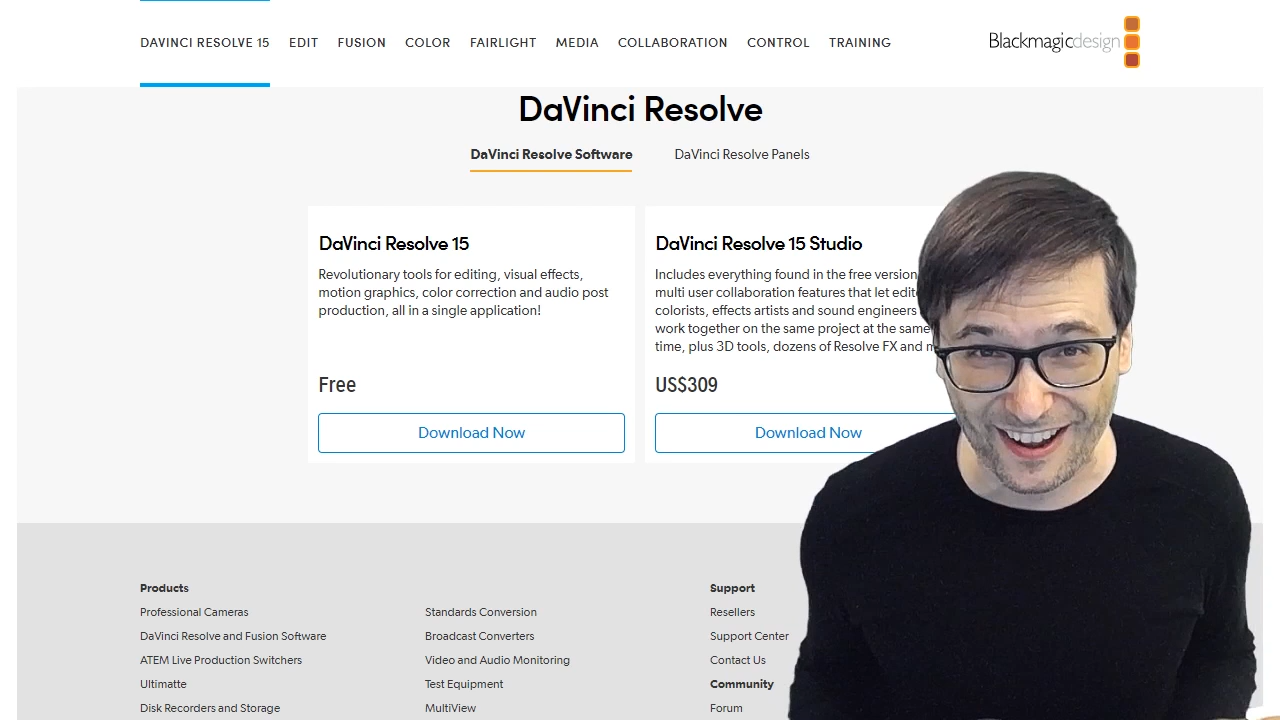 DAVINCI RESOLVE 15 EDIT FUSION COLOR FAIRLIGHT MEDIA COLLABORATION CONTROL TRAINING
Blackmagicdesign
DaVinci Resolve
DaVinci Resolve Software DaVinci Resolve Panels
DaVinci Resolve 15
Revolutionary tools for editing, visual effects,
motion graphics, color correction and audio post
production, all in a single application!
Free
Download Now
DaVinci Resolve 15 Studio
Includes everything found in the free version
multi user collaboration features that let
colorists, effects artists and sound engineers
work together on the same project at the same
time, plus 3D tools, dozens of Resolve FX and
US$309
Download Now
Products
Professional Cameras
DaVinci Resolve and Fusion Software
ATEM Live Production Switchers
Ultimatte
Disk Recorders and Storage
Standards Conversion
Broadcast Converters
Video and Audio Monitoring
Test Equipment
MultiView
Support
Resellers
Support Center
Contact Us
Community
Forum